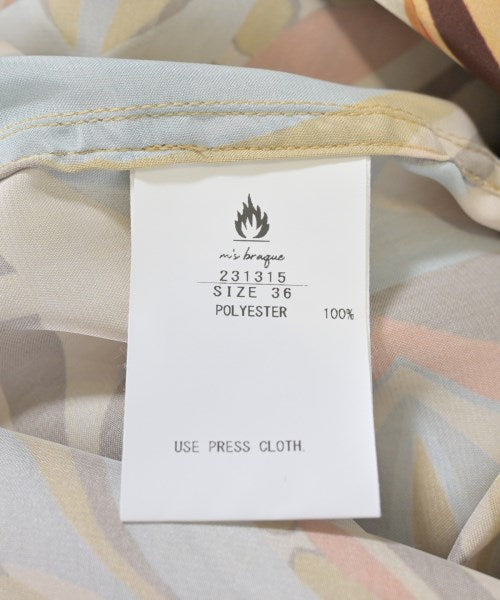 m's braque
231315
SIZE 36
POLYESTER 100%
USE PRESS CLOTH.